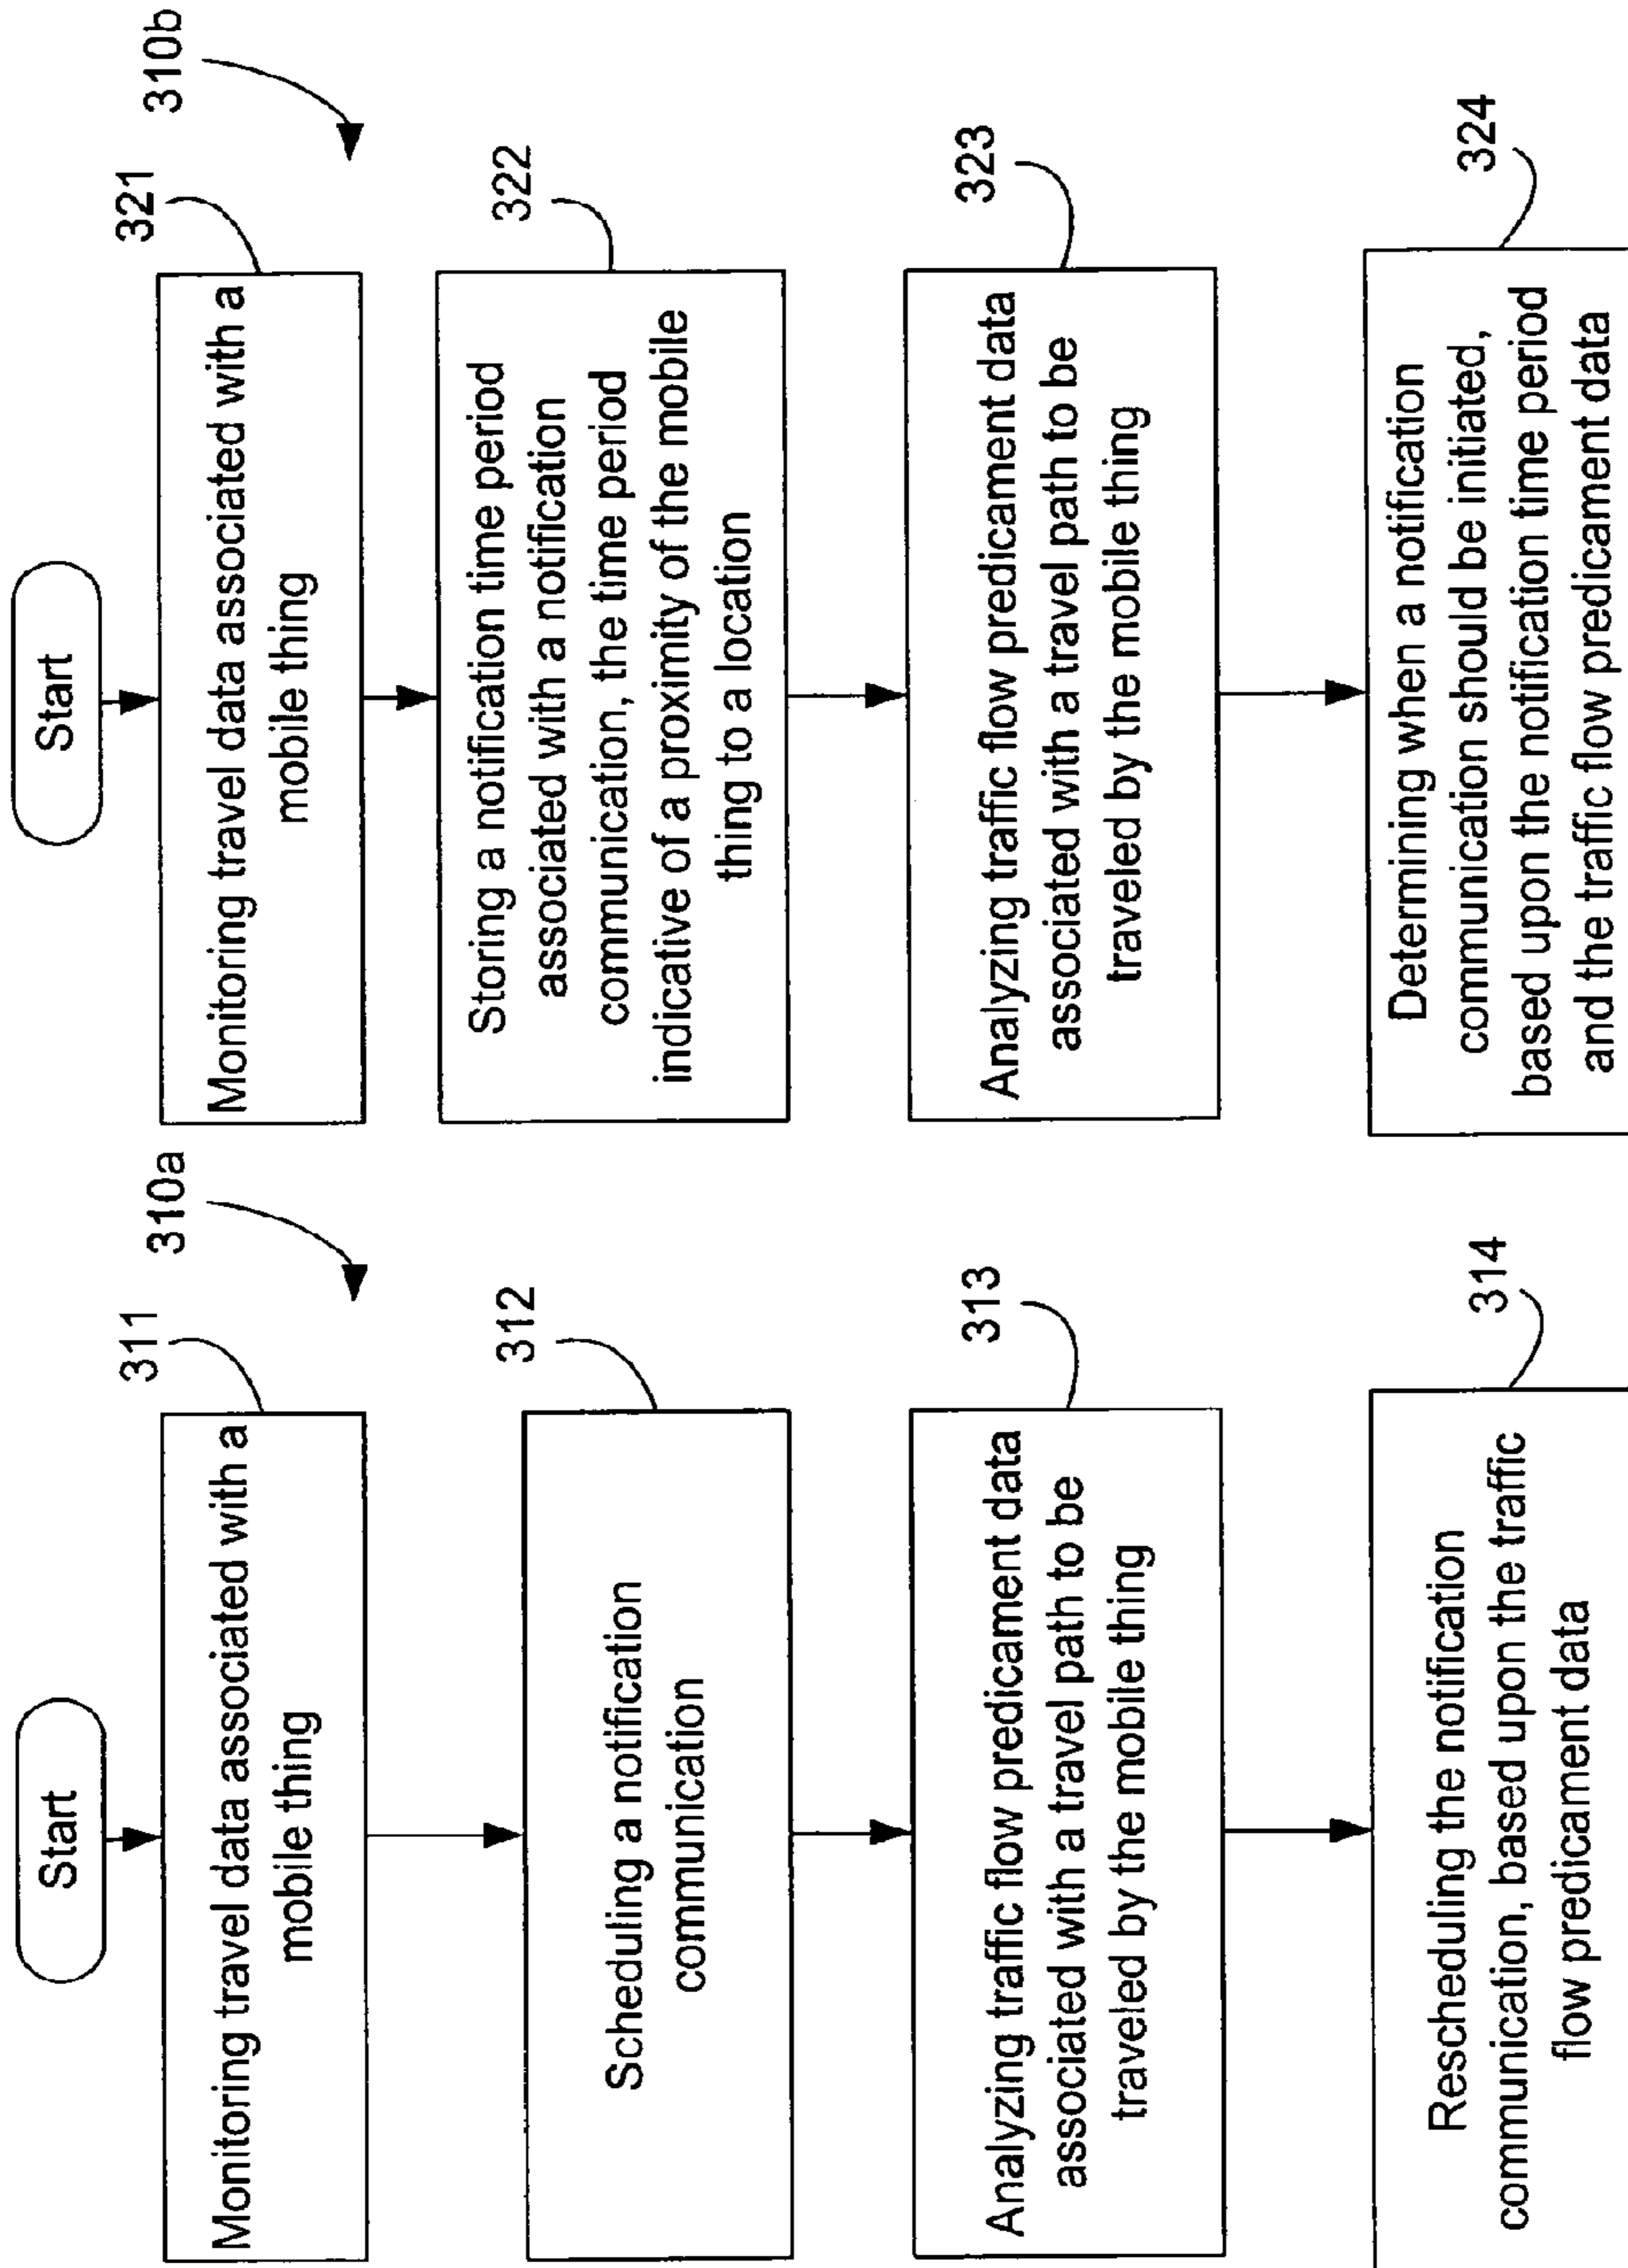 Start
310a
311
Monitoring travel data associated with a
mobile thing
312
Scheduling a notification
communication
313
Analyzing traffic flow predicament data
associated with a travel path to be
traveled by the mobile thing
314
Rescheduling the notification
communication, based upon the traffic
flow predicament data
Start
310b
321
Monitoring travel data associated with a
mobile thing
322
Storing a notification time period
associated with a notification
communication, the time period
indicative of a proximity of the mobile
thing to a location
323
Analyzing traffic flow predicament data
associated with a travel path to be
traveled by the mobile thing
324
Determining when a notification
communication should be initiated,
based upon the notification time period
and the traffic flow predicament data